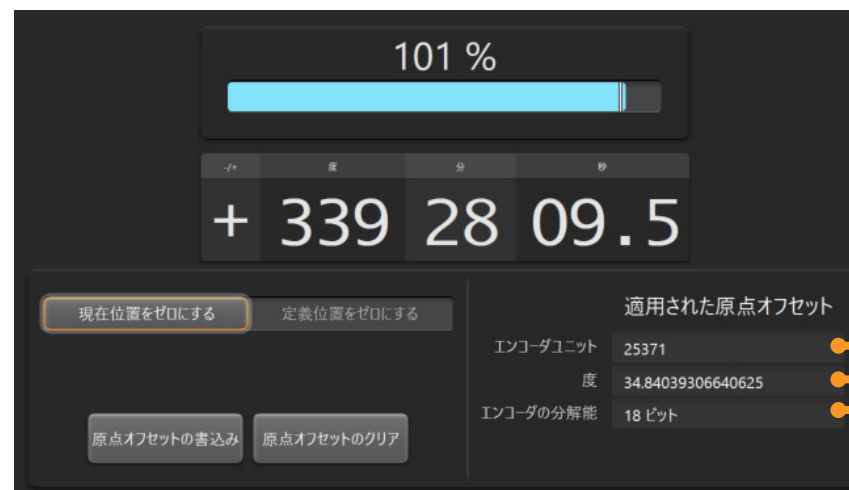 101 %
-/+ 度 分 秒
+ 339 28 09.5
現在位置をゼロにする 定義位置をゼロにする
適用された原点オフセット
エンコーダユニット 25371
度 34.84039306640625
エンコーダの分解能 18 ビット
原点オフセットの書込み 原点オフセットのクリア